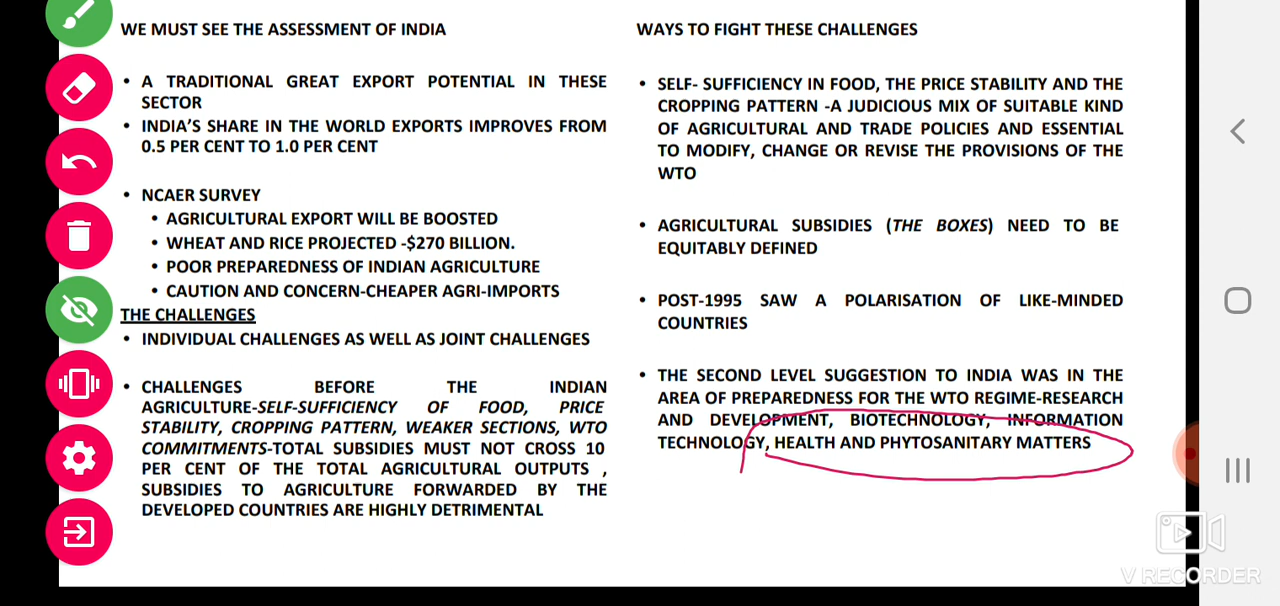 WE MUST SEE THE ASSESSMENT OF INDIA
• A TRADITIONAL GREAT EXPORT POTENTIAL IN THESE
SECTOR
• INDIA'S SHARE IN THE WORLD EXPORTS IMPROVES FROM
0.5 PER CENT TO 1.0 PER CENT
• NCAER SURVEY
• AGRICULTURAL EXPORT WILL BE BOOSTED
• WHEAT AND RICE PROJECTED -$270 BILLION.
• POOR PREPAREDNESS OF INDIAN AGRICULTURE
• CAUTION AND CONCERN-CHEAPER AGRI-IMPORTS
THE CHALLENGES
• INDIVIDUAL CHALLENGES AS WELL AS JOINT CHALLENGES
• CHALLENGES BEFORE THE INDIAN
AGRICULTURE-SELF-SUFFICIENCY OF FOOD, PRICE
STABILITY, CROPPING PATTERN, WEAKER SECTIONS, WTO
COMMITMENTS-TOTAL SUBSIDIES MUST NOT CROSS 10
PER CENT OF THE TOTAL AGRICULTURAL OUTPUTS ,
SUBSIDIES TO AGRICULTURE FORWARDED BY THE
DEVELOPED COUNTRIES ARE HIGHLY DETRIMENTAL
WAYS TO FIGHT THESE CHALLENGES
• SELF- SUFFICIENCY IN FOOD, THE PRICE STABILITY AND THE
CROPPING PATTERN -A JUDICIOUS MIX OF SUITABLE KIND
OF AGRICULTURAL AND TRADE POLICIES AND ESSENTIAL
TO MODIFY, CHANGE OR REVISE THE PROVISIONS OF THE
WTO
• AGRICULTURAL SUBSIDIES (THE BOXES) NEED TO BE
EQUITABLY DEFINED
• POST-1995 SAW A POLARISATION OF LIKE-MINDED
COUNTRIES
• THE SECOND LEVEL SUGGESTION TO INDIA WAS IN THE
AREA OF PREPAREDNESS FOR THE WTO REGIME-RESEARCH
AND DEVELOPMENT, BIOTECHNOLOGY, INFORMATION
TECHNOLOGY, HEALTH AND PHYTOSANITARY MATTERS
V RECORDER